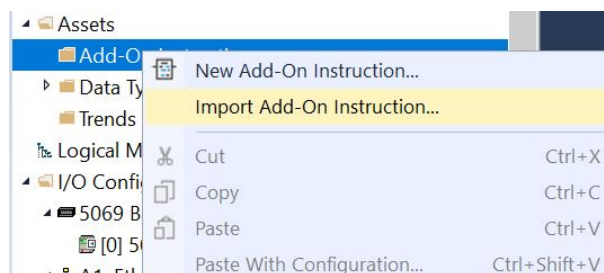 Assets
Add-O
New Add-On Instruction...
Data Ty
Import Add-On Instruction...
Trends
Logical M
Cut Ctrl+X
I/O Confi
Copy Ctrl+C
5069 B
Paste Ctrl+V
[0] 50
Paste With Configuration... Ctrl+Shift+V